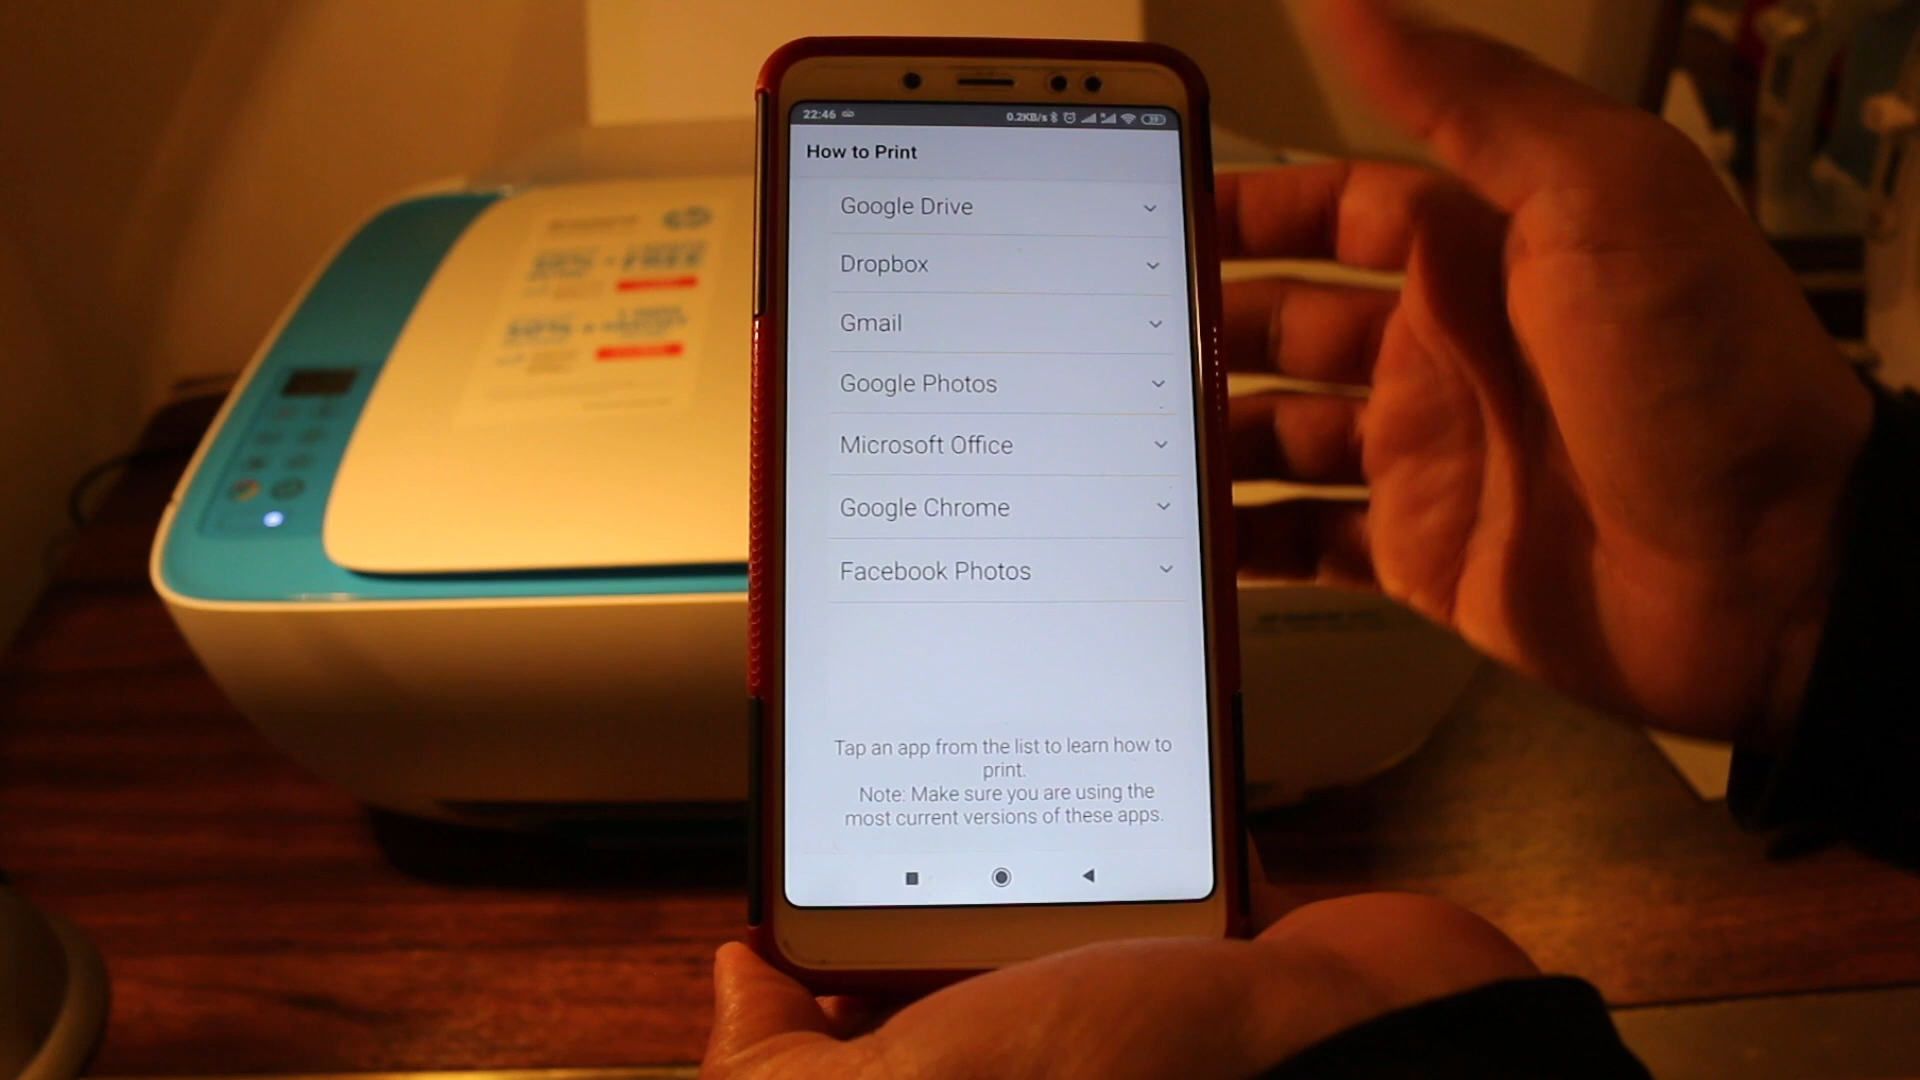 22:46
0.2KB/s
How to Print
Google Drive
Dropbox
Gmail
Google Photos
Microsoft Office
Google Chrome
Facebook Photos
Tap an app from the list to learn how to
print.
Note: Make sure you are using the
most current versions of these apps.